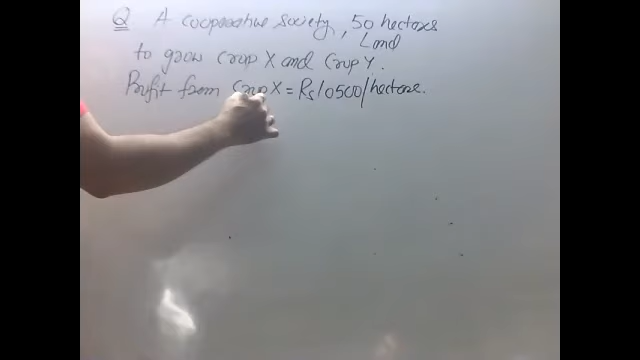 Q A cooperative society, 50 hectares
Land
to grow crop X and Crop Y.
Profit from Crop X = Rs10500/hectare.